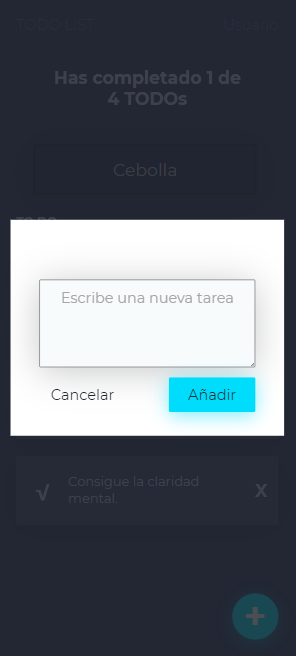 TODO LIST
Usuario
Has completado 1 de
4 TODOs
Cebolla
Escribe una nueva tarea
Cancelar
Añadir
√
Consigue la claridad
mental.
X
+